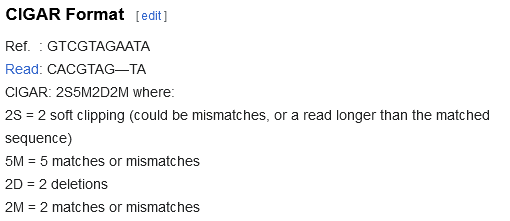 CIGAR Format [edit]
Ref. : GTCGTAGAATA
Read: CACGTAG—TA
CIGAR: 2S5M2D2M where:
2S = 2 soft clipping (could be mismatches, or a read longer than the matched
sequence)
5M = 5 matches or mismatches
2D = 2 deletions
2M = 2 matches or mismatches